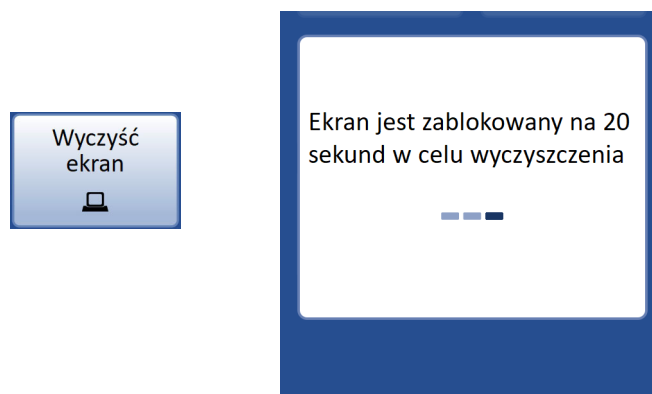 Wyczyść
ekran
Ekran jest zablokowany na 20
sekund w celu wyczyszczenia